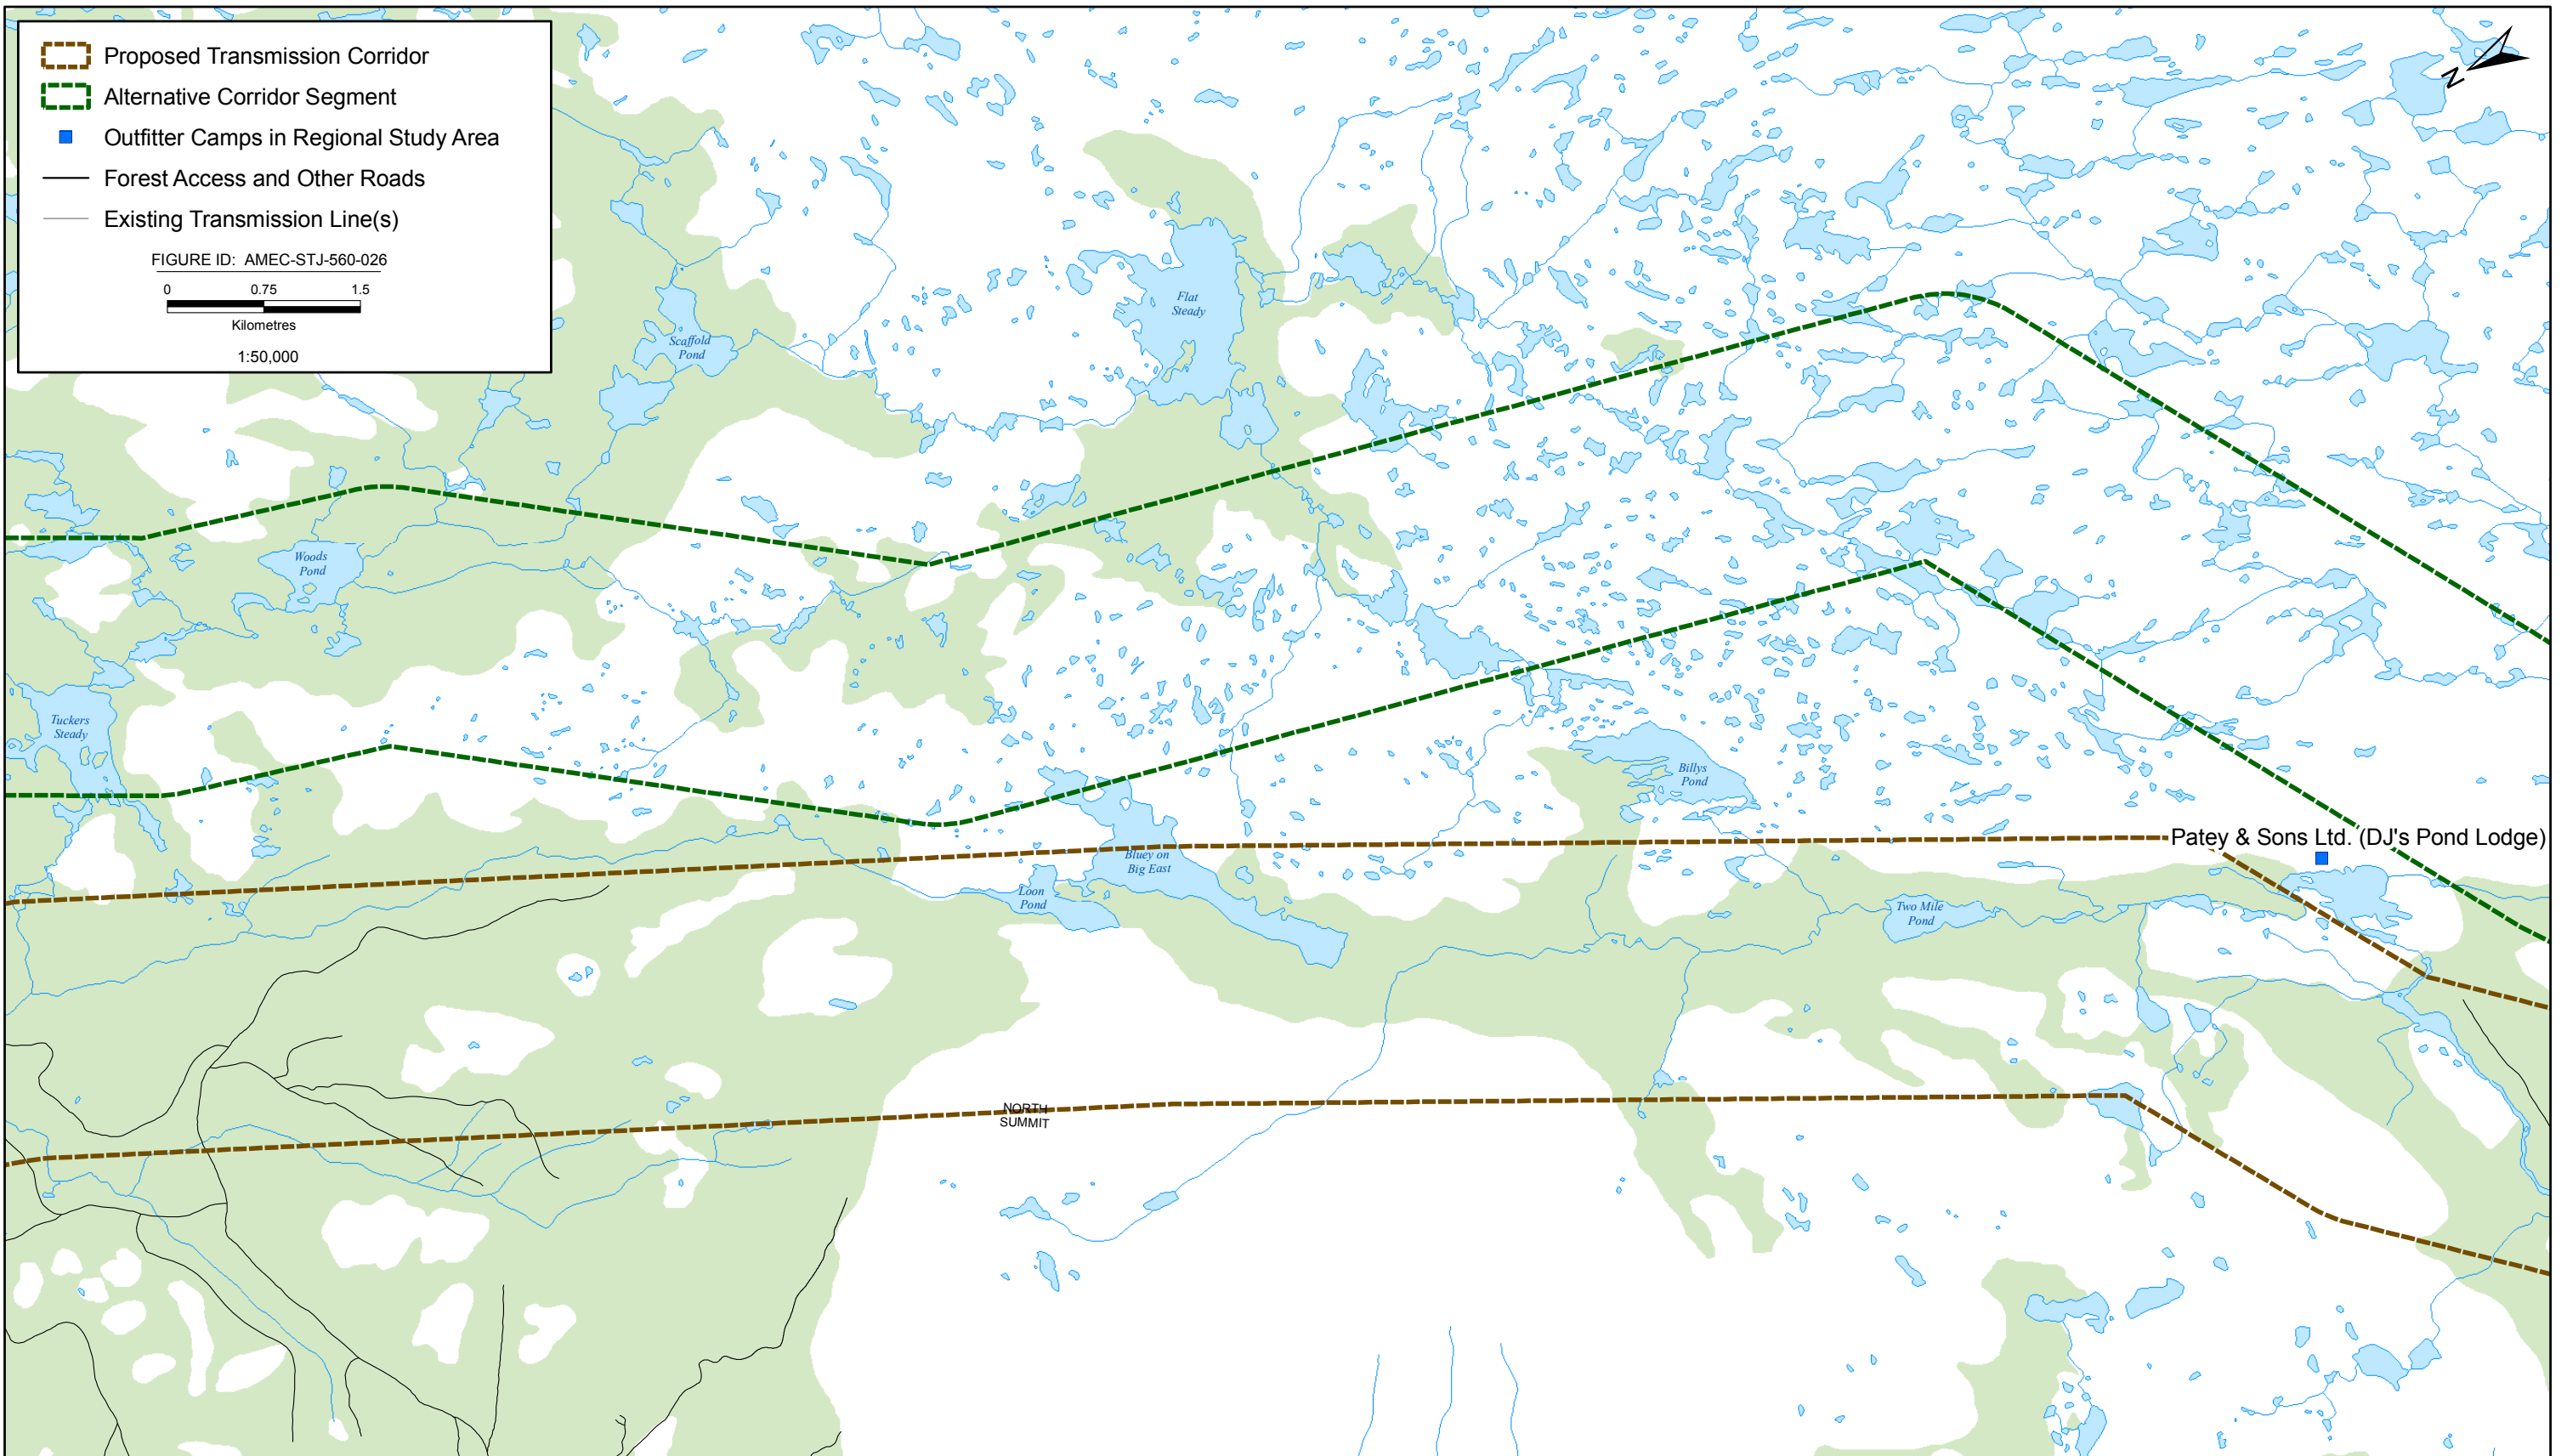 Proposed Transmission Corridor
Alternative Corridor Segment
Outfitter Camps in Regional Study Area
Forest Access and Other Roads
Existing Transmission Line(s)
FIGURE ID: AMEC-STJ-560-026
0 0.75 1.5
Kilometres
1:50,000
N
Flat
Steady
Scaffold
Pond
Woods
Pond
Tuckers
Steady
Billys
Pond
Patey & Sons Ltd. (DJ's Pond Lodge)
Bluey on
Big East
Loon
Pond
Two Mile
Pond
NORTH
SUMMIT